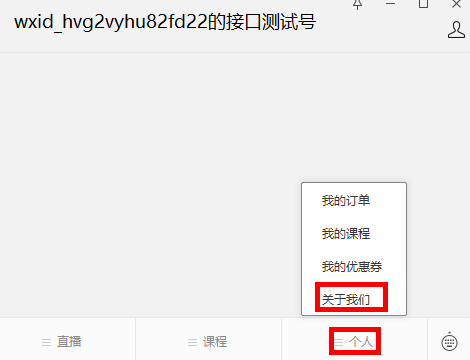 wxid_hvg2vyhu82fd22的接口测试号
我的订单
我的课程
我的优惠券
关于我们
直播
课程
个人